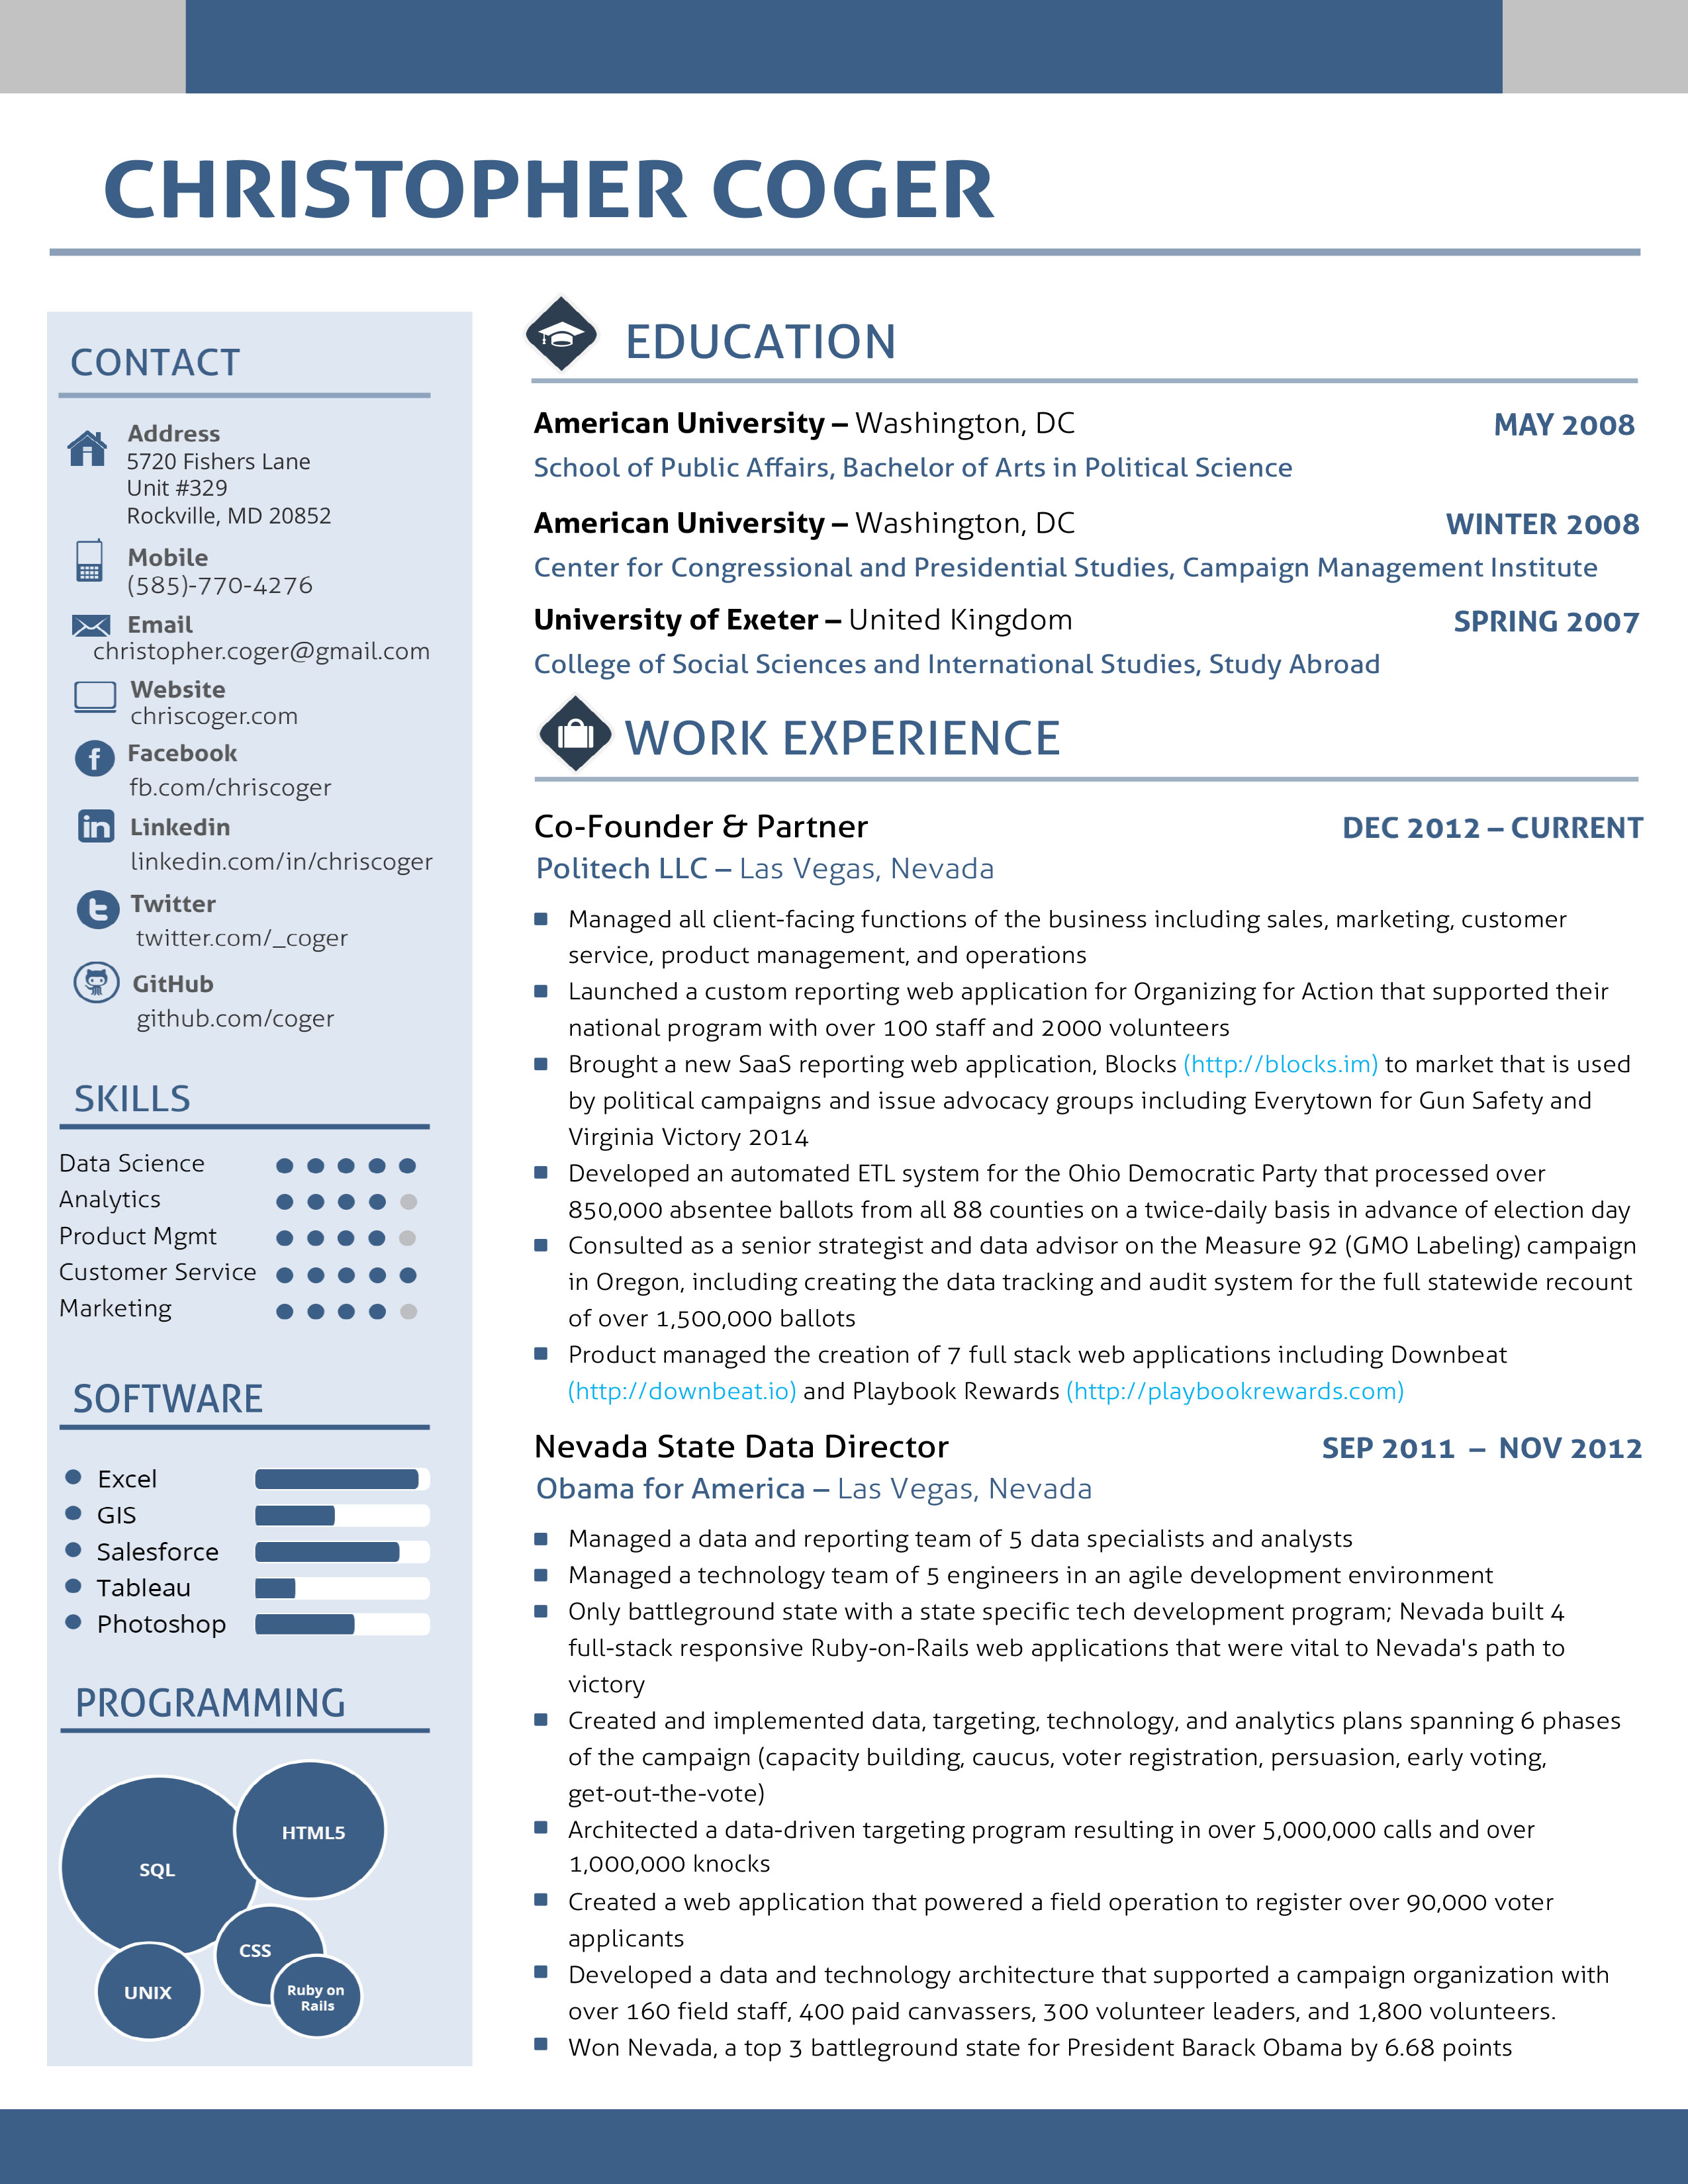 CHRISTOPHER COGER
CONTACT
Address
5720 Fishers Lane
Unit #329
Rockville, MD 20852
Mobile
(585)-770-4276
Email
christopher.coger@gmail.com
Website
chriscoger.com
Facebook
fb.com/chriscoger
Linkedin
linkedin.com/in/chriscoger
Twitter
twitter.com/_coger
GitHub
github.com/coger
SKILLS
Data Science
Analytics
Product Mgmt
Customer Service
Marketing
SOFTWARE
Excel
GIS
Salesforce
Tableau
Photoshop
PROGRAMMING
SQL
HTML5
CSS
UNIX
Ruby on
Rails
EDUCATION
American University – Washington, DC MAY 2008
School of Public Affairs, Bachelor of Arts in Political Science
American University – Washington, DC WINTER 2008
Center for Congressional and Presidential Studies, Campaign Management Institute
University of Exeter – United Kingdom SPRING 2007
College of Social Sciences and International Studies, Study Abroad
WORK EXPERIENCE
Co-Founder & Partner DEC 2012 – CURRENT
Politech LLC – Las Vegas, Nevada
Managed all client-facing functions of the business including sales, marketing, customer
service, product management, and operations
Launched a custom reporting web application for Organizing for Action that supported their
national program with over 100 staff and 2000 volunteers
Brought a new SaaS reporting web application, Blocks (http://blocks.im) to market that is used
by political campaigns and issue advocacy groups including Everytown for Gun Safety and
Virginia Victory 2014
Developed an automated ETL system for the Ohio Democratic Party that processed over
850,000 absentee ballots from all 88 counties on a twice-daily basis in advance of election day
Consulted as a senior strategist and data advisor on the Measure 92 (GMO Labeling) campaign
in Oregon, including creating the data tracking and audit system for the full statewide recount
of over 1,500,000 ballots
Product managed the creation of 7 full stack web applications including Downbeat
(http://downbeat.io) and Playbook Rewards (http://playbookrewards.com)
Nevada State Data Director SEP 2011 – NOV 2012
Obama for America – Las Vegas, Nevada
Managed a data and reporting team of 5 data specialists and analysts
Managed a technology team of 5 engineers in an agile development environment
Only battleground state with a state specific tech development program; Nevada built 4
full-stack responsive Ruby-on-Rails web applications that were vital to Nevada's path to
victory
Created and implemented data, targeting, technology, and analytics plans spanning 6 phases
of the campaign (capacity building, caucus, voter registration, persuasion, early voting,
get-out-the-vote)
Architected a data-driven targeting program resulting in over 5,000,000 calls and over
1,000,000 knocks
Created a web application that powered a field operation to register over 90,000 voter
applicants
Developed a data and technology architecture that supported a campaign organization with
over 160 field staff, 400 paid canvassers, 300 volunteer leaders, and 1,800 volunteers.
Won Nevada, a top 3 battleground state for President Barack Obama by 6.68 points